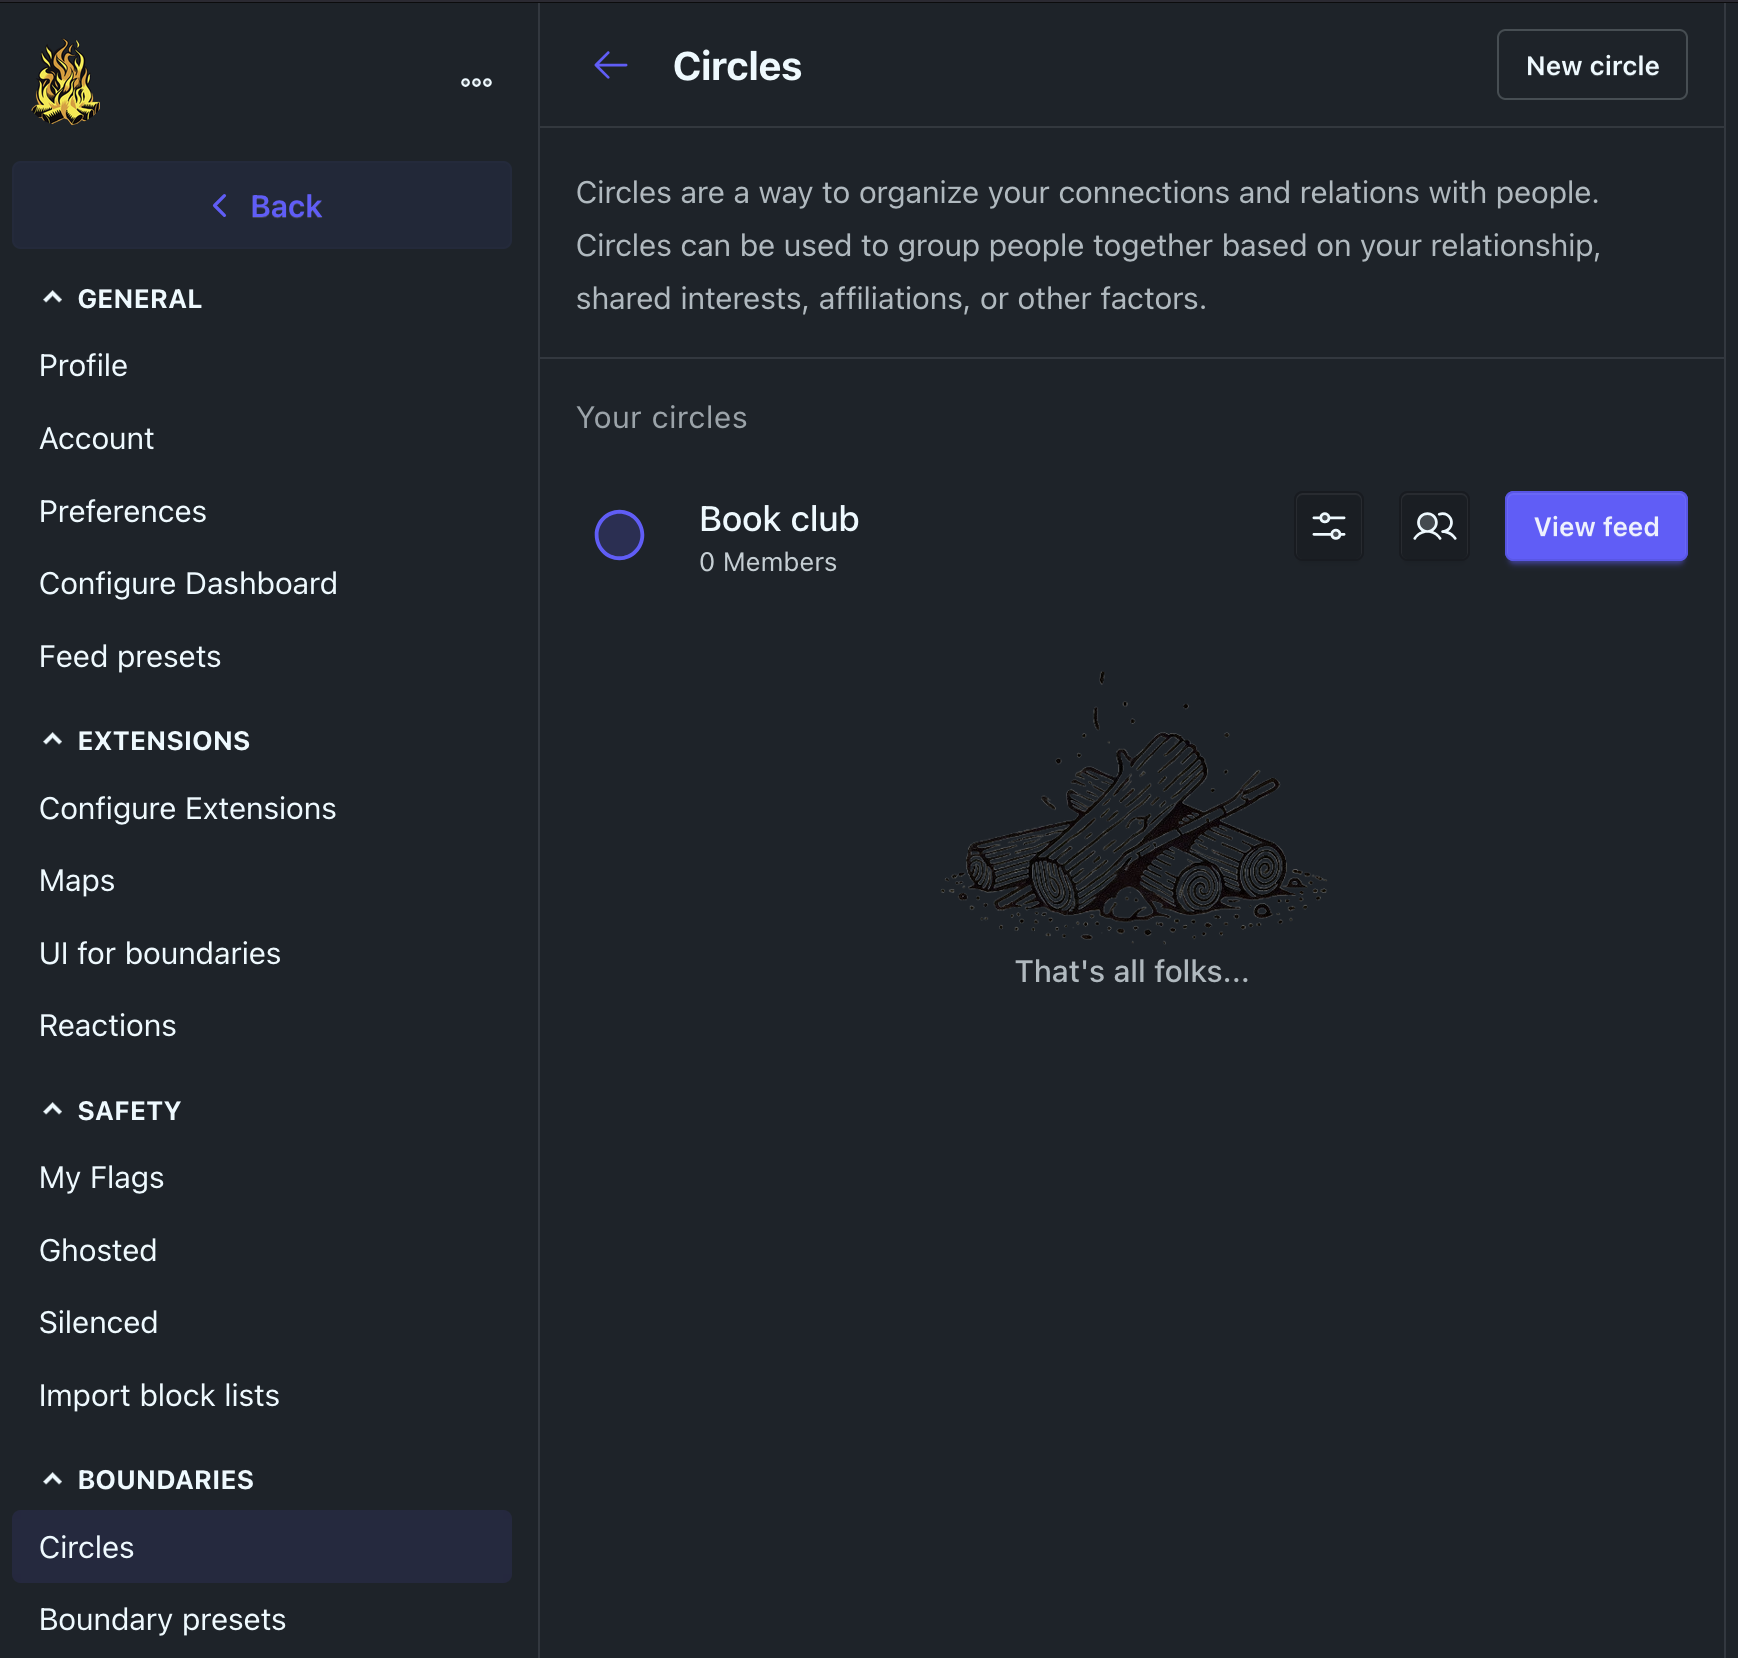 Back
GENERAL
Profile
Account
Preferences
Configure Dashboard
Feed presets
EXTENSIONS
Configure Extensions
Maps
UI for boundaries
Reactions
SAFETY
My Flags
Ghosted
Silenced
Import block lists
BOUNDARIES
Circles
Boundary presets
Circles
New circle
Circles are a way to organize your connections and relations with people.
Circles can be used to group people together based on your relationship,
shared interests, affiliations, or other factors.
Your circles
Book club
0 Members
View feed
That's all folks...